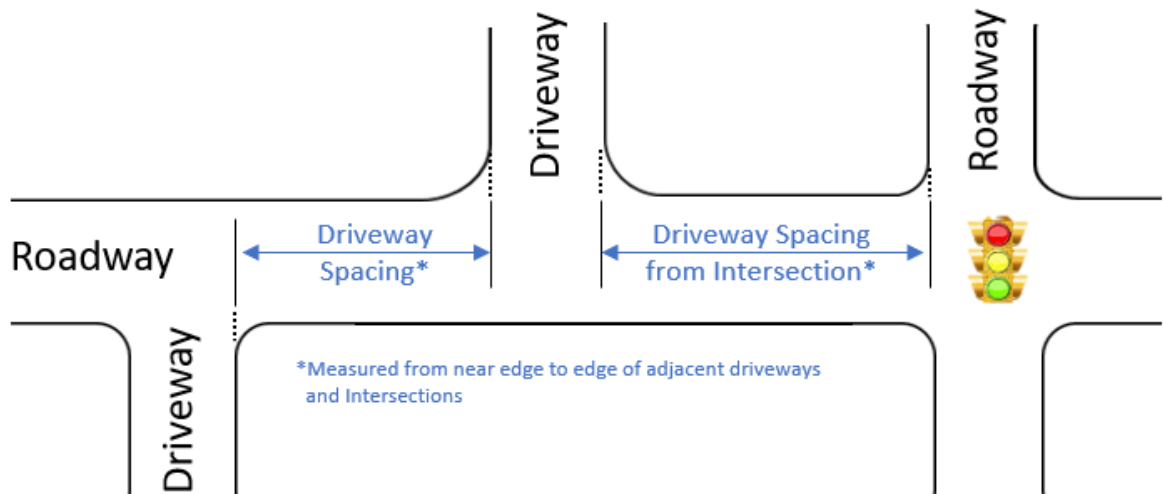 Driveway
Roadway
Driveway
Spacing*
Driveway Spacing
from Intersection*
Roadway
Driveway
*Measured from near edge to edge of adjacent driveways
and Intersections